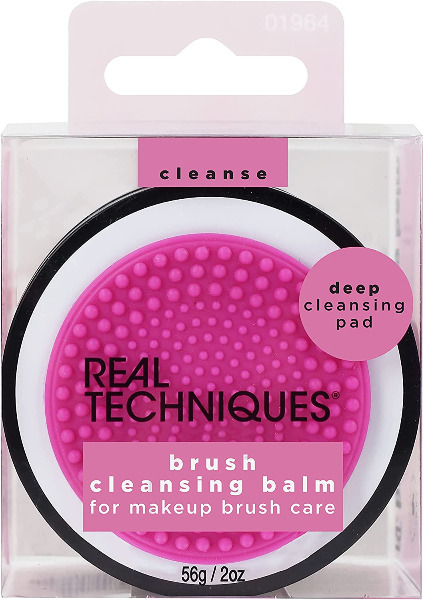 01964
cleanse
deep
cleansing
pad
REAL
TECHNIQUES®
brush
cleansing balm
for makeup brush care
56g / 2oz